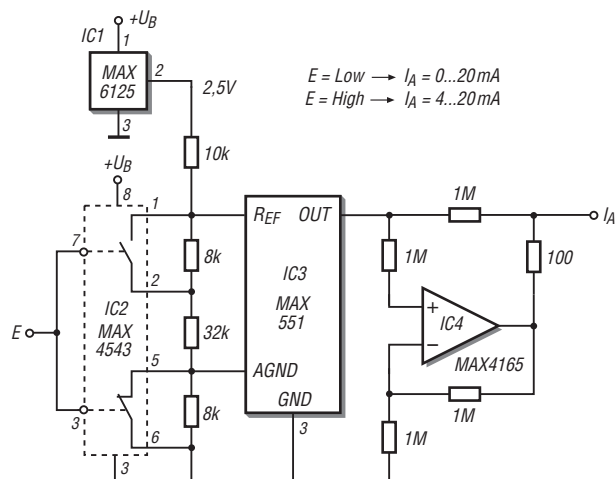 +U_B
IC1
1
MAX
6125
2
2,5V
3
E = Low → I_A = 0...20mA
E = High → I_A = 4...20mA
10k
+U_B
8
1
7
2
IC2
MAX
4543
E
5
3
6
3
8k
32k
8k
R_EF
OUT
IC3
MAX
551
AGND
GND
3
1M
I_A
1M
100
+
IC4
−
MAX4165
1M
1M